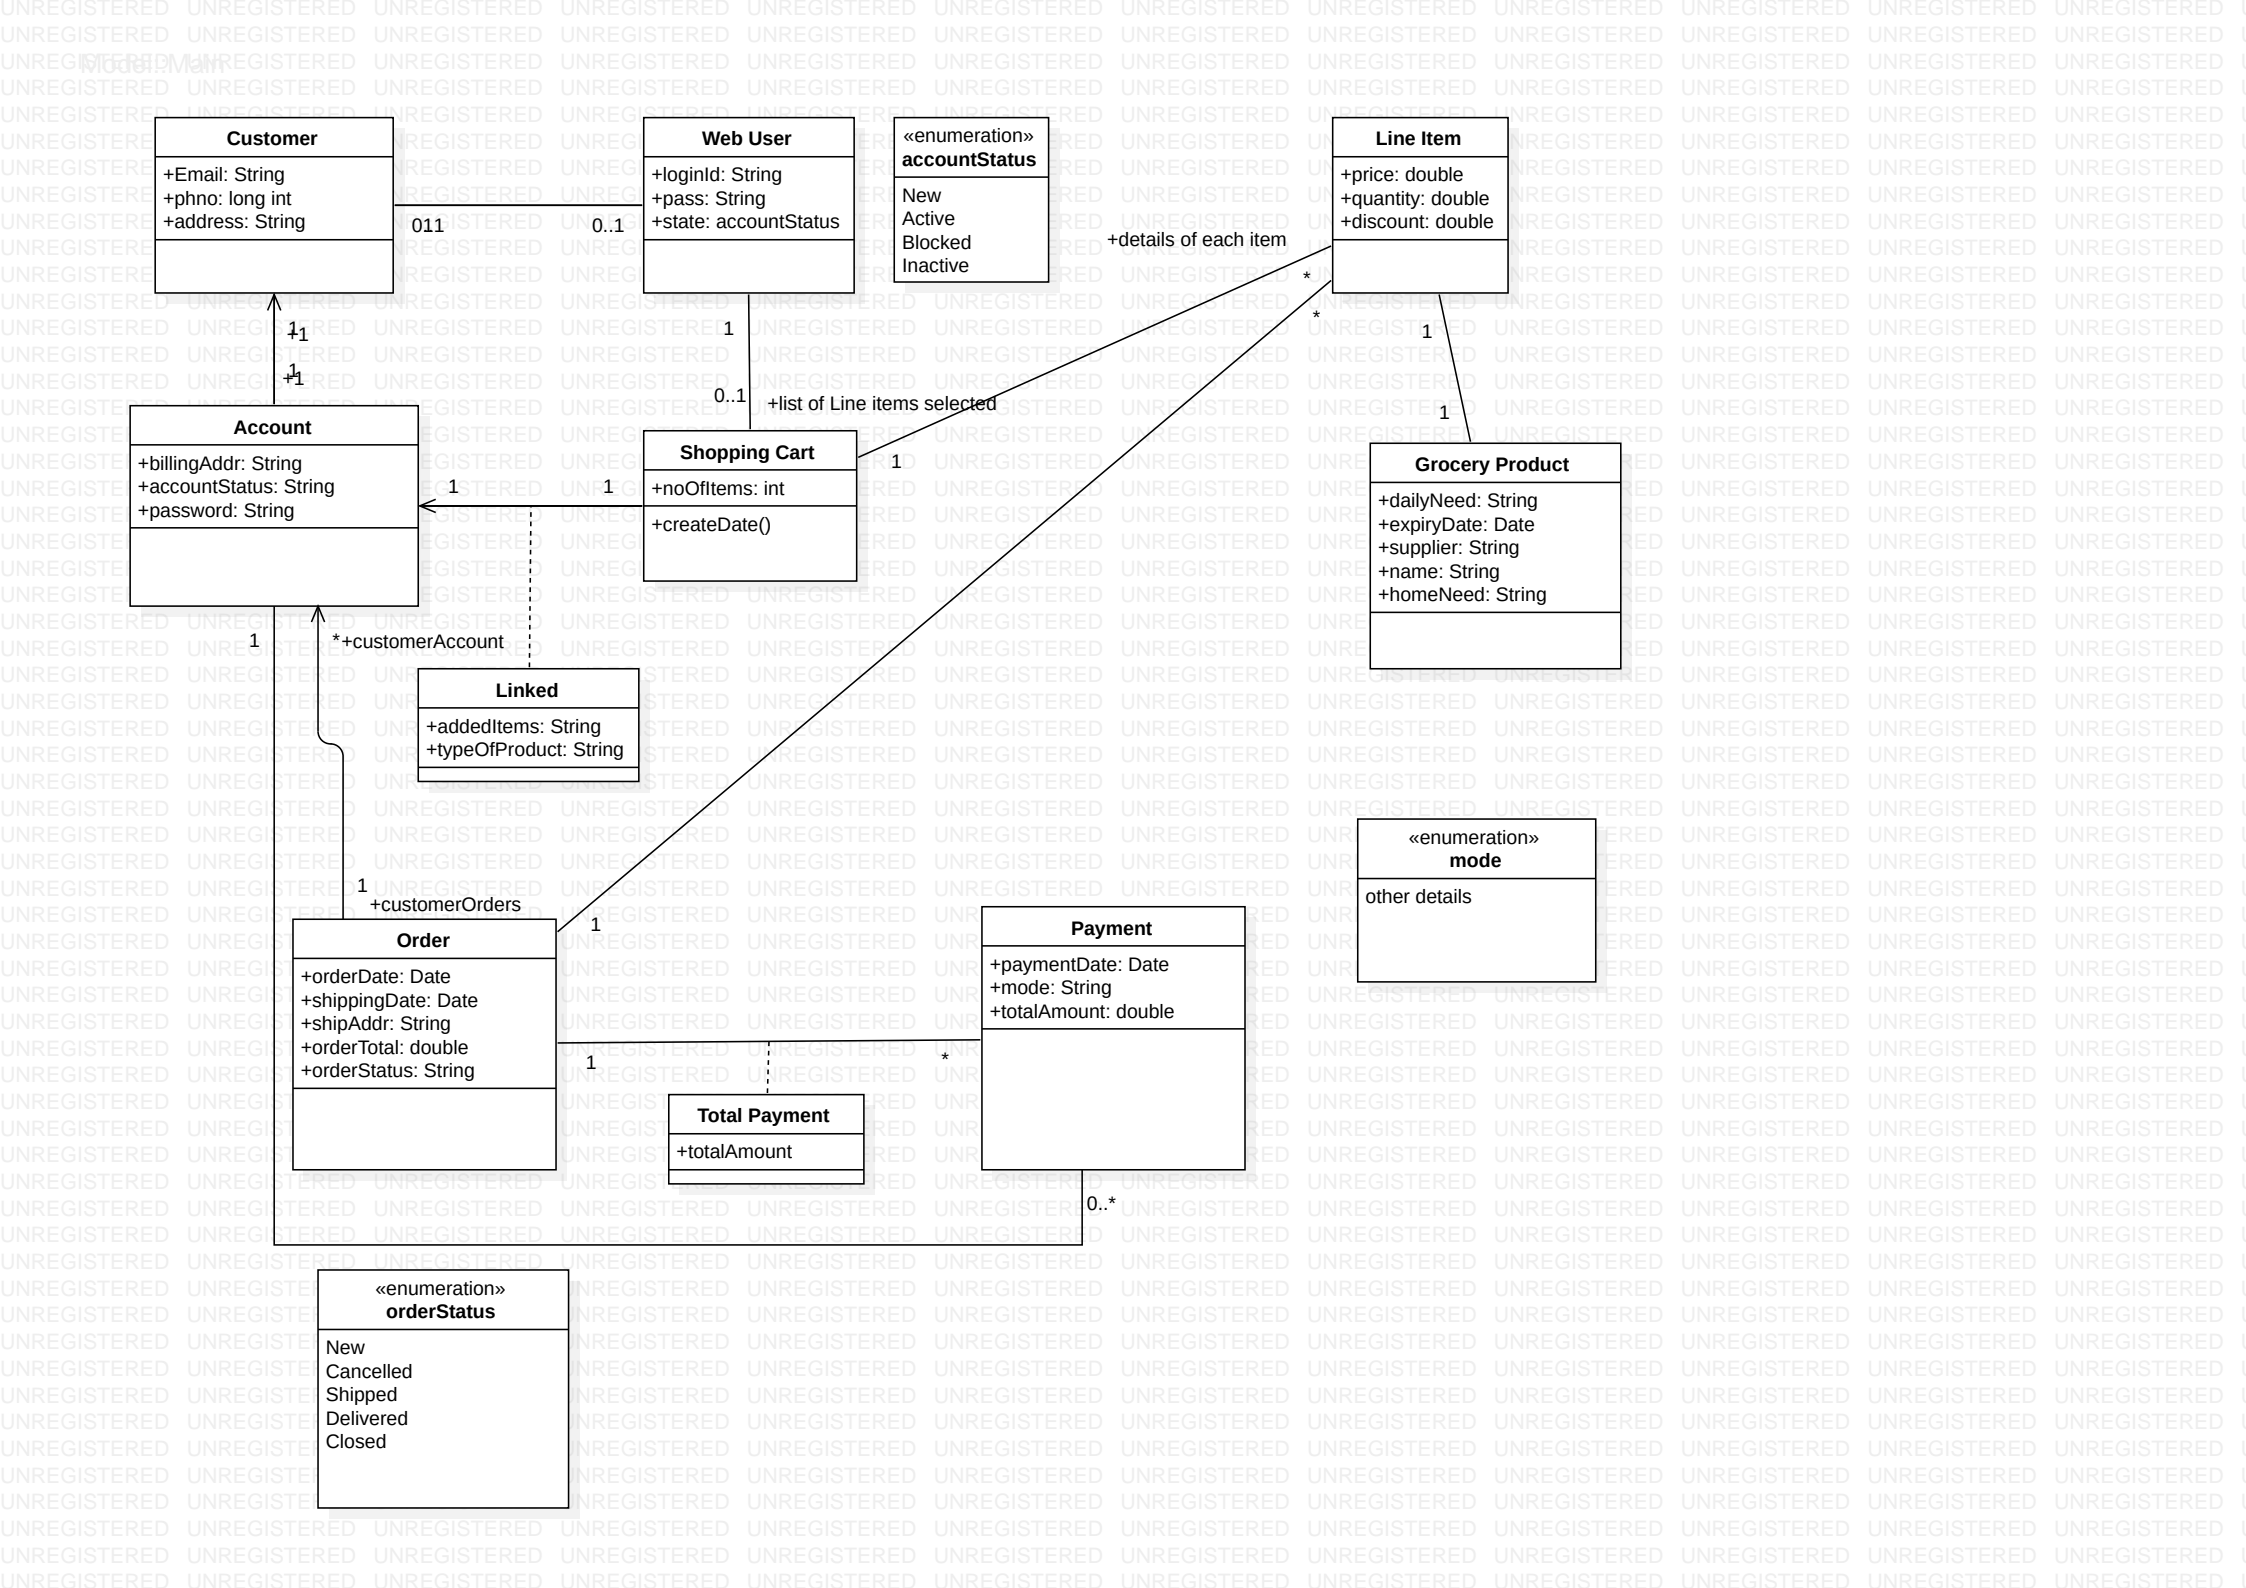 Model::Main
Customer
+Email: String
+phno: long int
+address: String
011
0..1
Web User
+loginId: String
+pass: String
+state: accountStatus
«enumeration»
accountStatus
New
Active
Blocked
Inactive
Line Item
+price: double
+quantity: double
+discount: double
+details of each item
*
*
1
+1
1
+1
1
0..1
+list of Line items selected
1
1
1
Account
+billingAddr: String
+accountStatus: String
+password: String
1
1
Shopping Cart
+noOfItems: int
+createDate()
Grocery Product
+dailyNeed: String
+expiryDate: Date
+supplier: String
+name: String
+homeNeed: String
1
*
+customerAccount
Linked
+addedItems: String
+typeOfProduct: String
«enumeration»
mode
other details
1
+customerOrders
1
Order
+orderDate: Date
+shippingDate: Date
+shipAddr: String
+orderTotal: double
+orderStatus: String
1
*
Payment
+paymentDate: Date
+mode: String
+totalAmount: double
Total Payment
+totalAmount
0..*
«enumeration»
orderStatus
New
Cancelled
Shipped
Delivered
Closed
UNREGISTERED